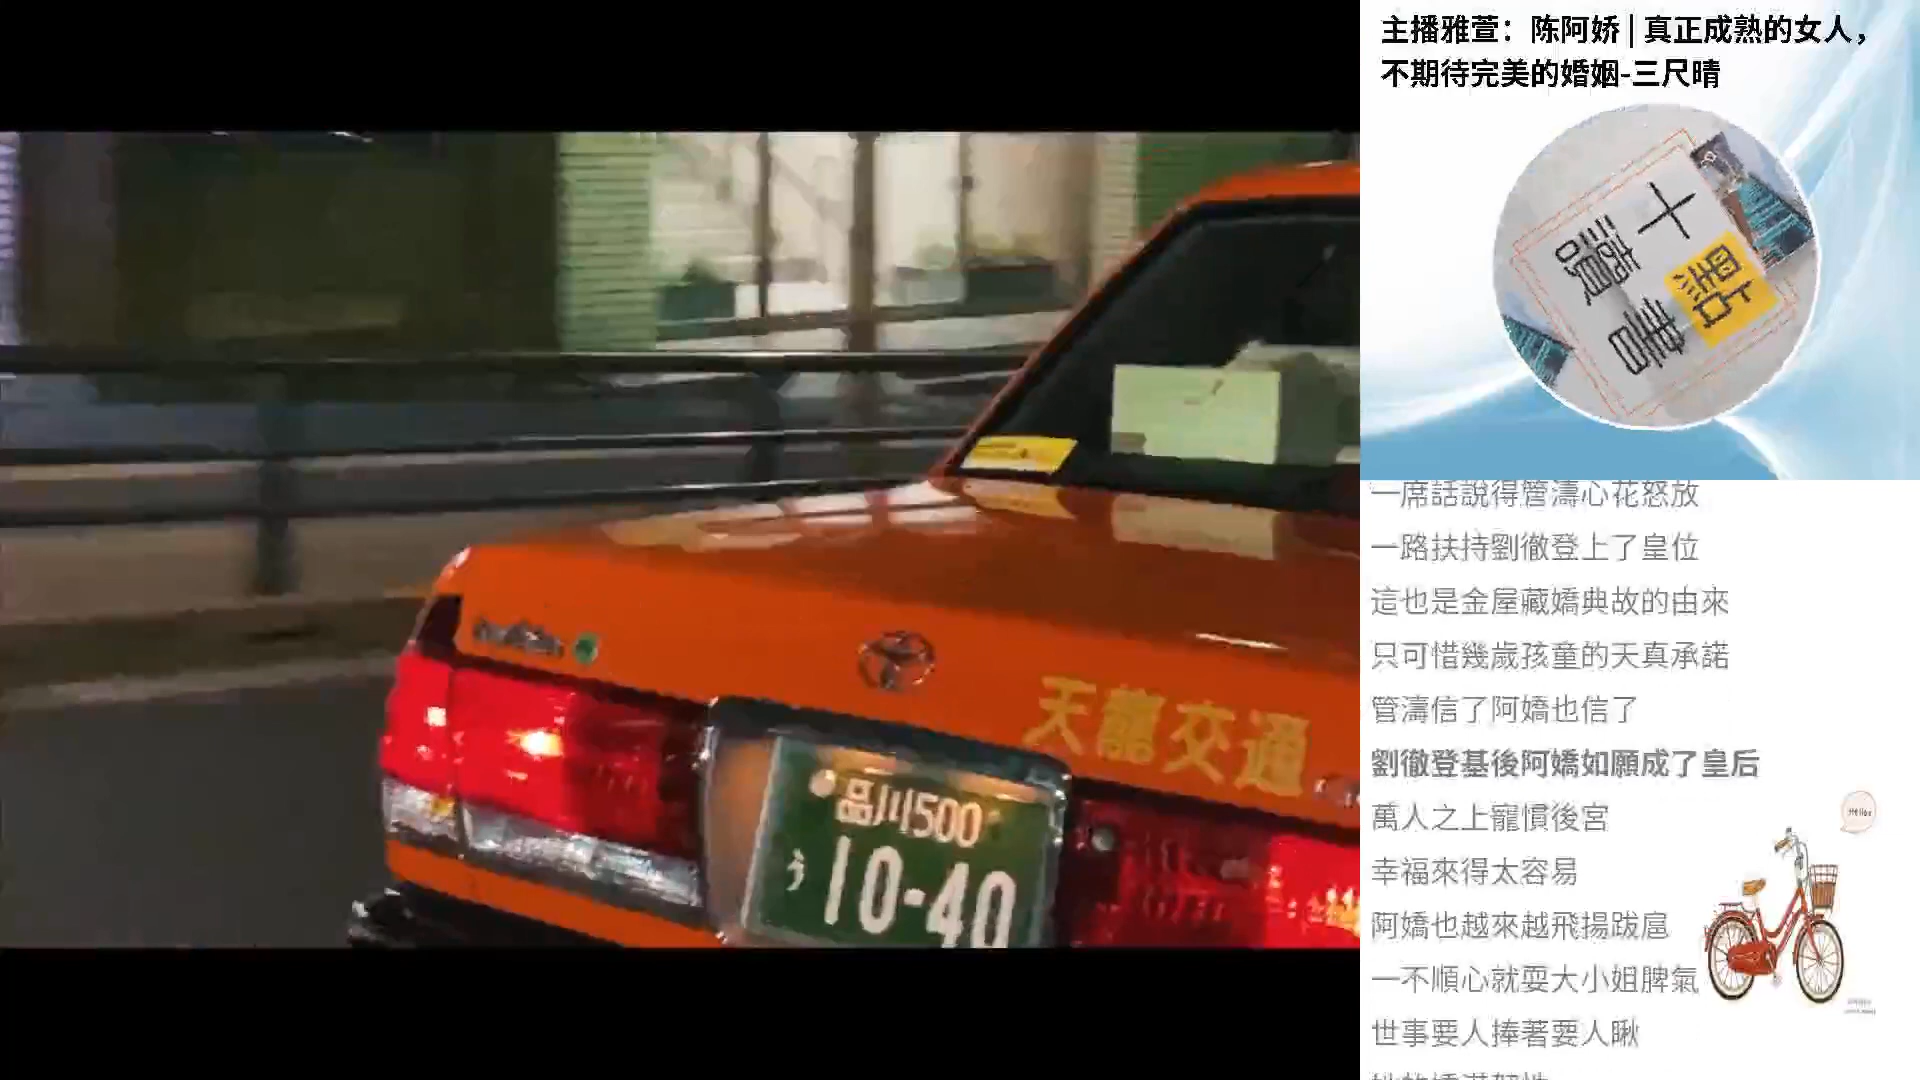 天龍交通
品川500
う 10-40
主播雅萱：陈阿娇 | 真正成熟的女人，
不期待完美的婚姻-三尺晴
十點
讀書
一席話說得管濤心花怒放
一路扶持劉徹登上了皇位
這也是金屋藏嬌典故的由來
只可惜幾歲孩童的天真承諾
管濤信了阿嬌也信了
劉徹登基後阿嬌如願成了皇后
萬人之上寵慣後宮
幸福來得太容易
阿嬌也越來越飛揚跋扈
一不順心就耍大小姐脾氣
世事要人捧著要人瞅
Hello